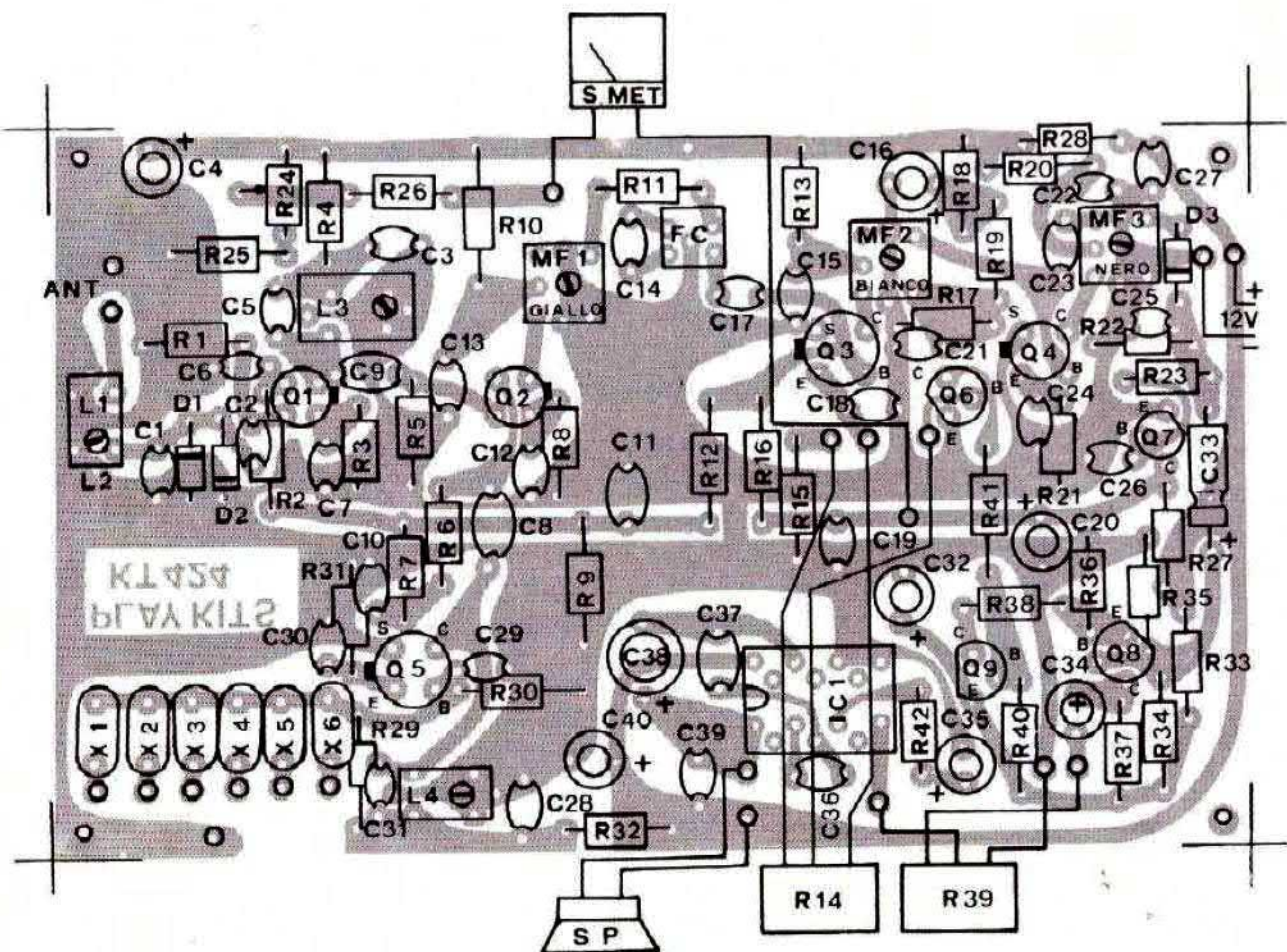 S MET
C4
R24
R4
R26
R10
R11
R13
C16
R18
R28
R20
C22
C27
R25
C3
MF1
GIALLO
C14
FC
C15
MF2
BIANCO
R19
C23
MF3
NERO
D3
ANT
C5
L3
C17
R17
C25
+
12V
−
R1
C6
C13
S
C
Q3
E
B
C21
S
C
Q4
E
B
R22
L1
L2
D1
C2
Q1
C9
Q2
C18
C
Q6
B
E
C24
R23
C1
D2
R2
C7
R3
R5
C12
R8
C11
R12
R16
R15
R41
R21
C26
E
B
Q7
C
C33
+
R6
C8
C19
C20
+
R27
KT424
PLAY KITS
R31
C10
R7
R9
C32
+
R38
R36
R35
C30
S
C
Q5
E
B
C29
R30
C38
+
C37
IC1
C
Q9
B
E
C34
+
E
B
Q8
C
R33
X1
X2
X3
X4
X5
X6
R29
C40
+
C39
R42
C35
+
R40
R37
R34
C31
L4
C28
R32
C36
R14
R39
SP